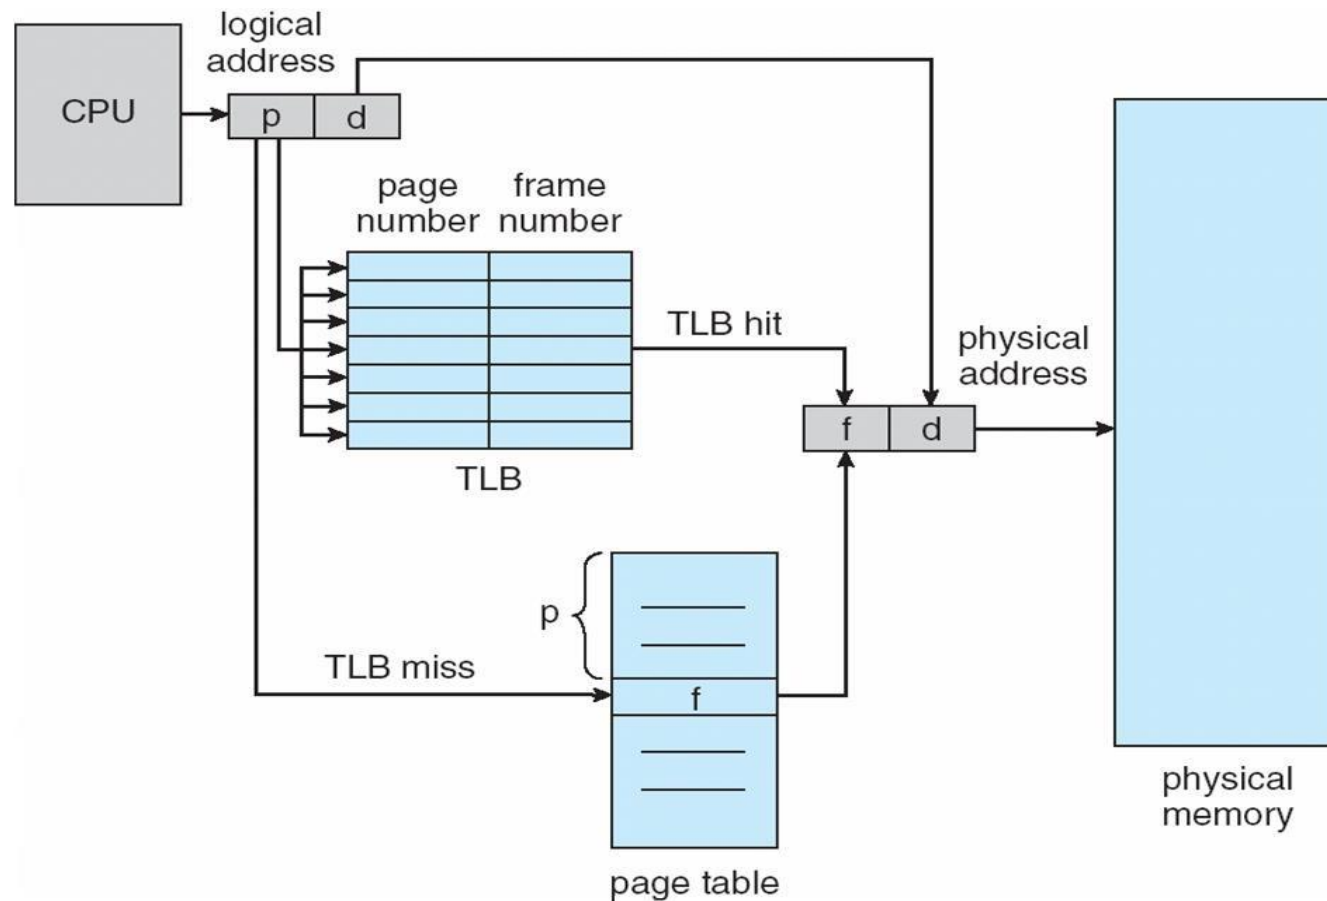 logical
address
CPU
p d
page frame
number number
TLB hit
physical
address
f d
TLB
p
TLB miss
f
physical
memory
page table